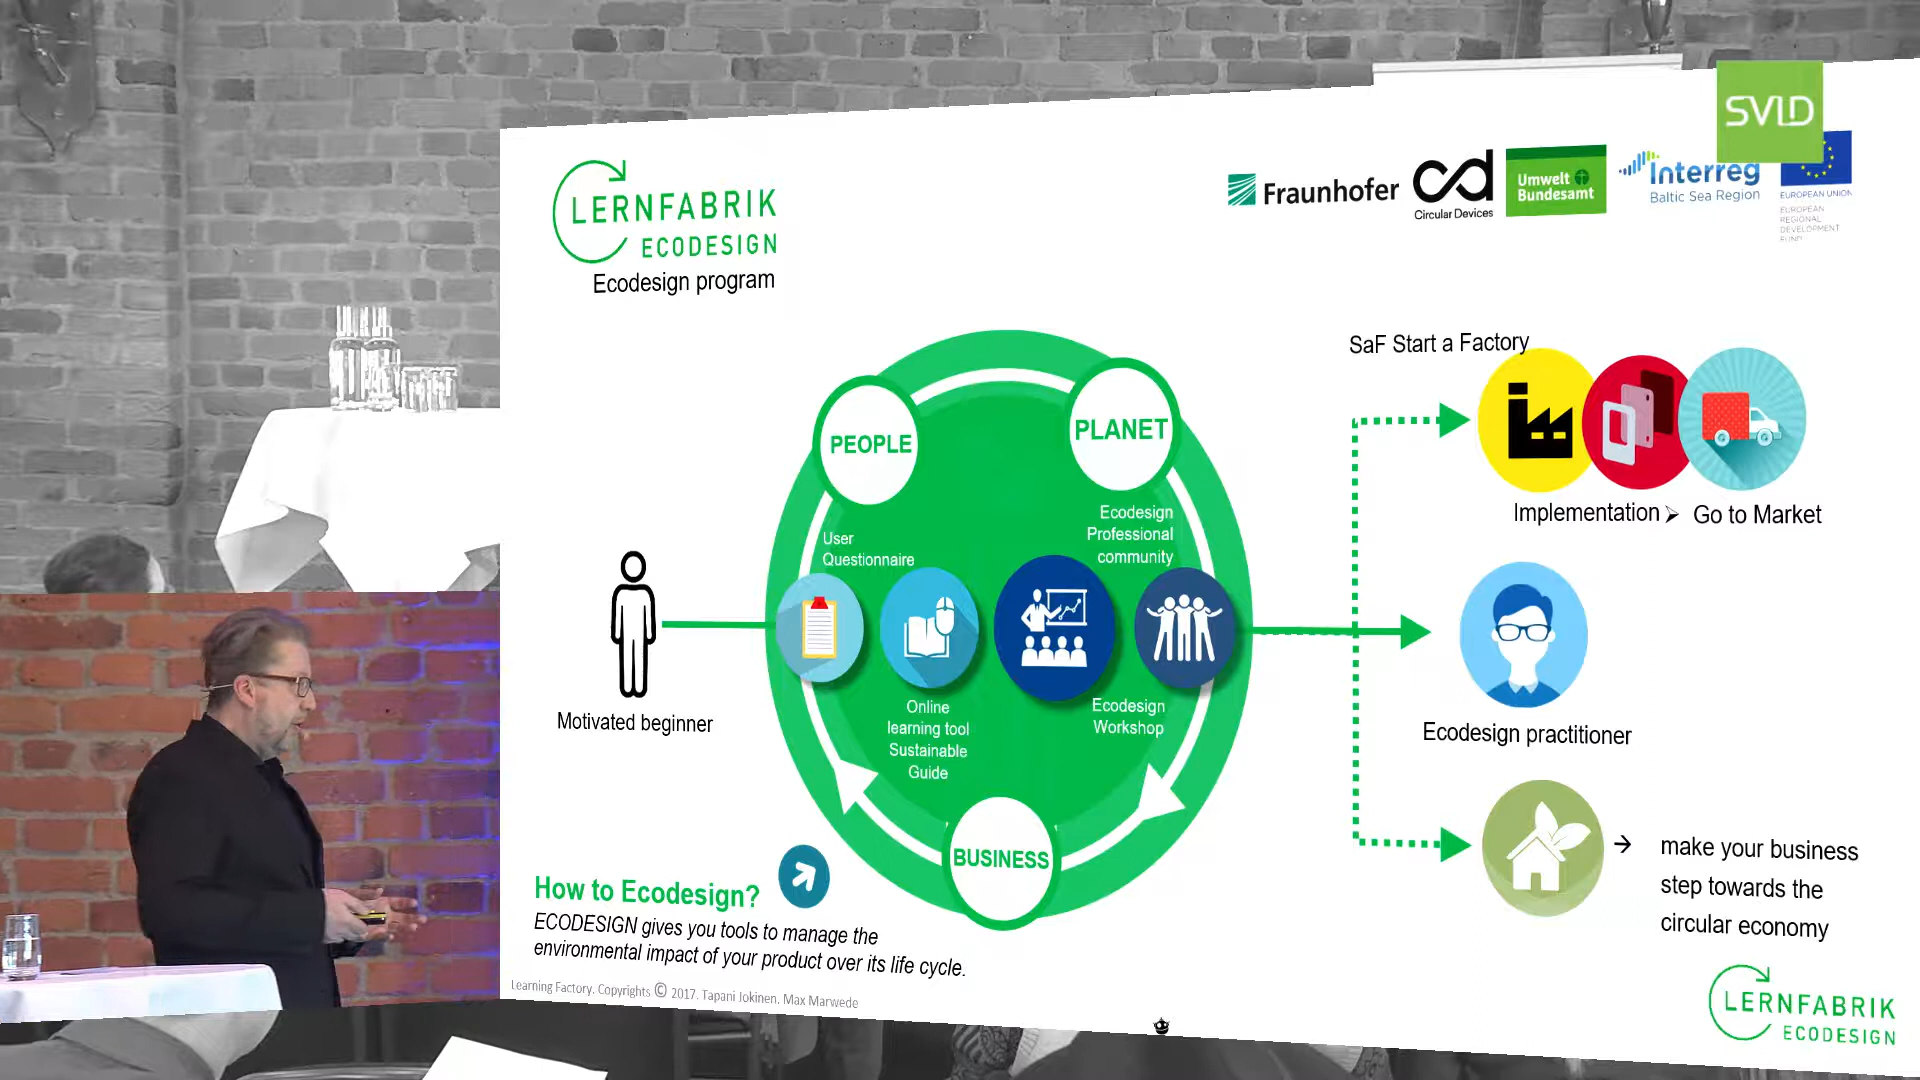 SVID
LERNFABRIK
ECODESIGN
Ecodesign program
Fraunhofer
Circular Devices
Umwelt
Bundesamt
Interreg
Baltic Sea Region
EUROPEAN UNION
EUROPEAN
REGIONAL
DEVELOPMENT
FUND
SaF Start a Factory
PEOPLE
PLANET
Ecodesign
Professional
community
User
Questionnaire
Implementation ➢ Go to Market
Motivated beginner
Online
learning tool
Sustainable
Guide
Ecodesign
Workshop
Ecodesign practitioner
BUSINESS
→ make your business
step towards the
circular economy
How to Ecodesign?
ECODESIGN gives you tools to manage the
environmental impact of your product over its life cycle.
Learning Factory. Copyrights © 2017. Tapani Jokinen. Max Marwede
LERNFABRIK
ECODESIGN